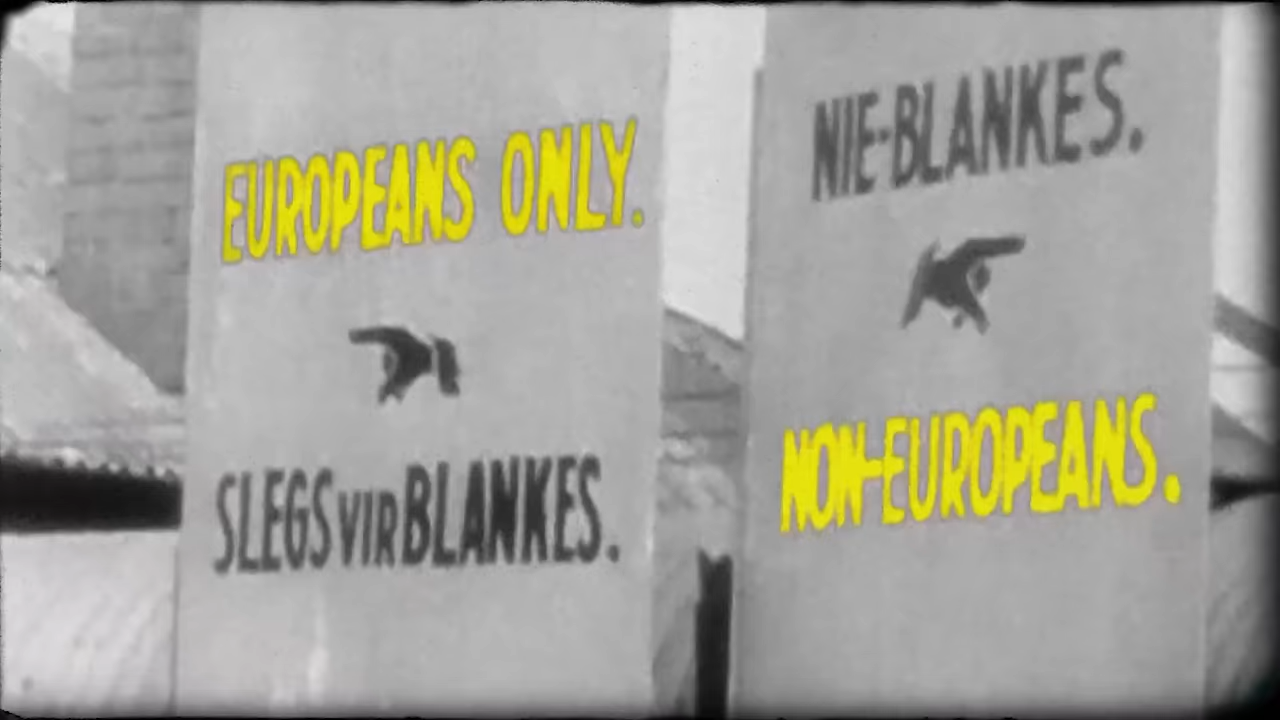 EUROPEANS ONLY.
SLEGS VIR BLANKES.
NIE-BLANKES.
NON-EUROPEANS.